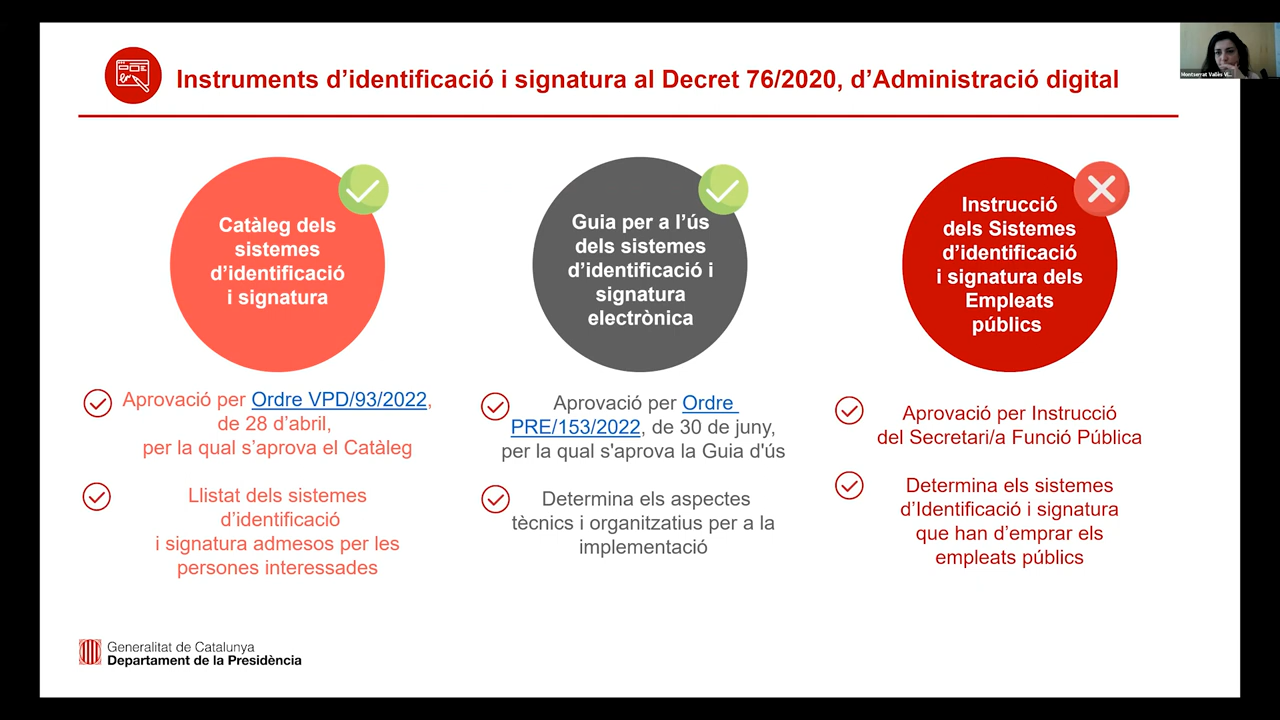 Instruments d’identificació i signatura al Decret 76/2020, d’Administració digital
Montserrat Vallès Vi...
Catàleg dels
sistemes
d’identificació
i signatura
Aprovació per Ordre VPD/93/2022,
de 28 d’abril,
per la qual s’aprova el Catàleg
Llistat dels sistemes
d’identificació
i signatura admesos per les
persones interessades
Guia per a l’ús
dels sistemes
d’identificació i
signatura
electrònica
Aprovació per Ordre
PRE/153/2022, de 30 de juny,
per la qual s'aprova la Guia d'ús
Determina els aspectes
tècnics i organitzatius per a la
implementació
Instrucció
dels Sistemes
d’identificació
i signatura dels
Empleats
públics
Aprovació per Instrucció
del Secretari/a Funció Pública
Determina els sistemes
d’Identificació i signatura
que han d’emprar els
empleats públics
Generalitat de Catalunya
Departament de la Presidència